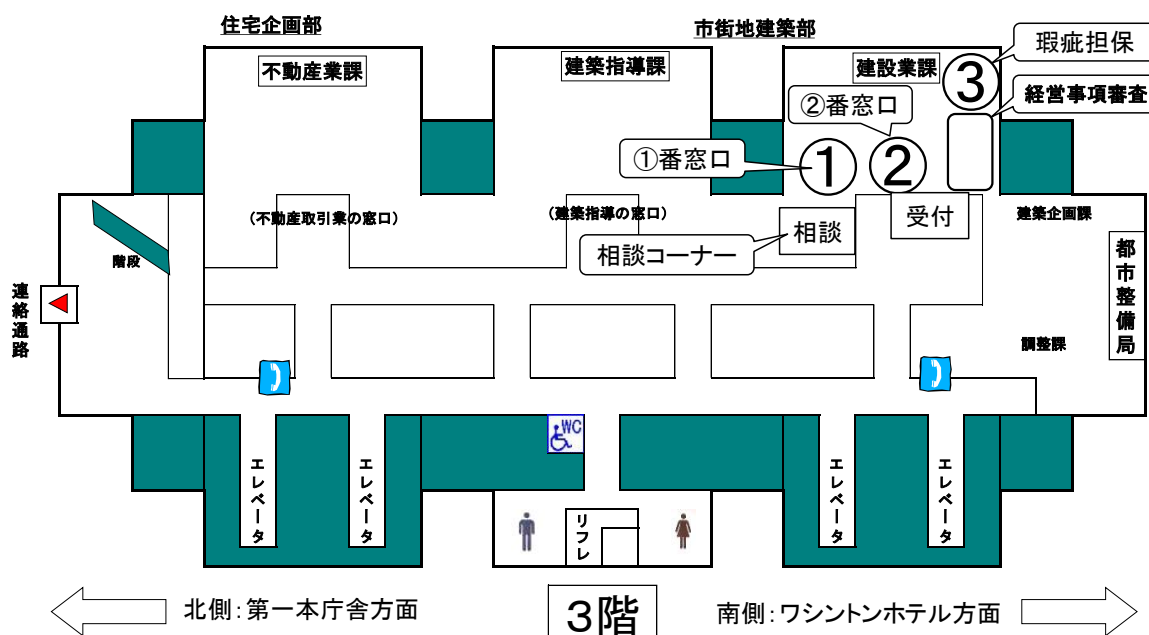 住宅企画部
市街地建築部
不動産業課
建築指導課
建設業課
瑕疵担保
③
経営事項審査
②番窓口
①番窓口
①
②
（不動産取引業の窓口）
（建築指導の窓口）
相談
受付
相談コーナー
建築企画課
都市整備局
階段
連絡通路
調整課
WC
エレベータ
エレベータ
エレベータ
エレベータ
リフレ
北側：第一本庁舎方面
3階
南側：ワシントンホテル方面